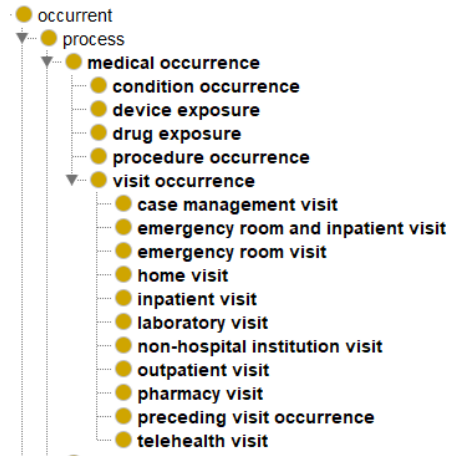 occurrent
process
medical occurrence
condition occurrence
device exposure
drug exposure
procedure occurrence
visit occurrence
case management visit
emergency room and inpatient visit
emergency room visit
home visit
inpatient visit
laboratory visit
non-hospital institution visit
outpatient visit
pharmacy visit
preceding visit occurrence
telehealth visit